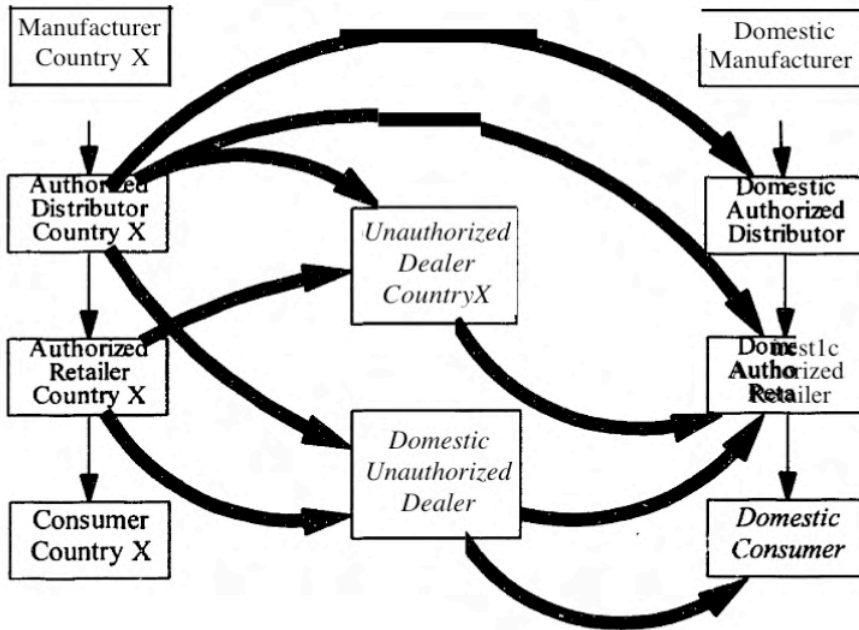 Manufacturer
Country X
Domestic
Manufacturer
Authorized
Distributor
Country X
Unauthorized
Dealer
CountryX
Domestic
Authorized
Distributor
Authorized
Retailer
Country X
Domestic
Unauthorized
Dealer
Consumer
Country X
Domestic
Consumer